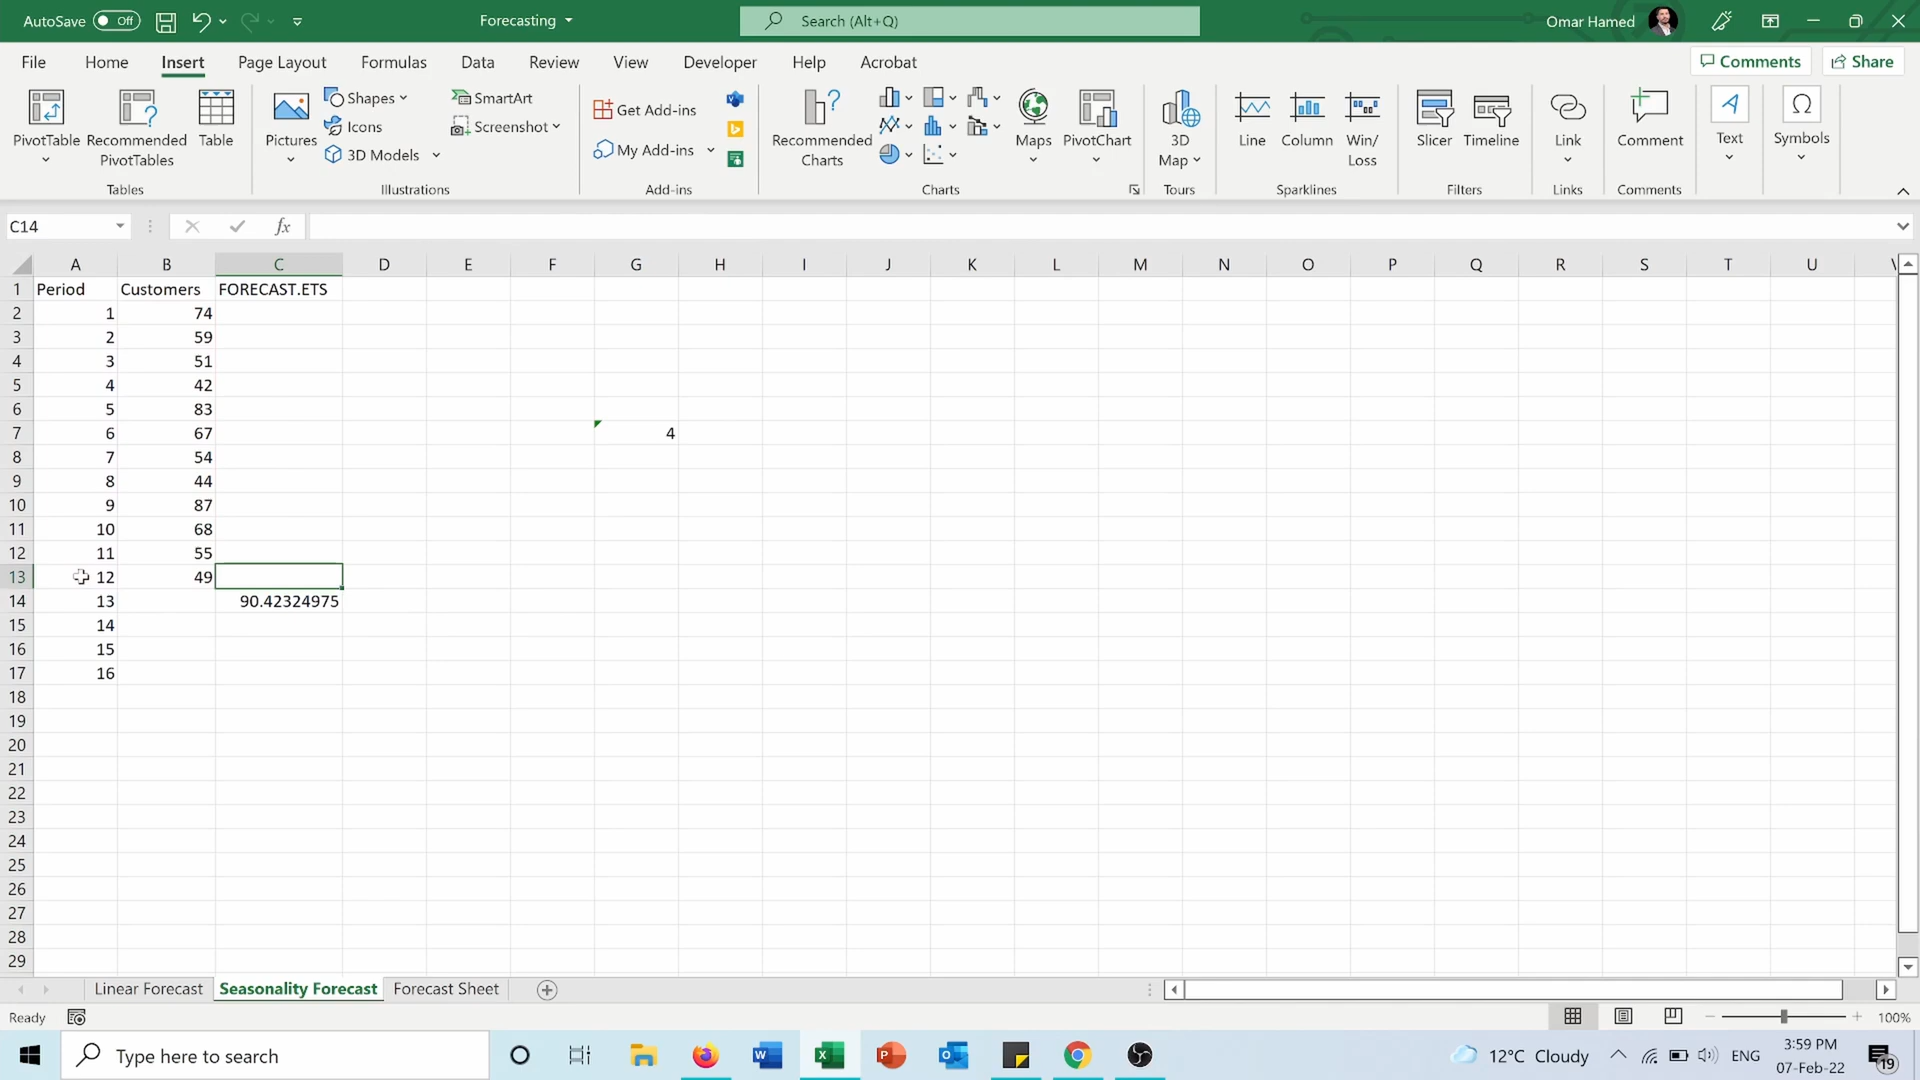 AutoSave Off Forecasting Search (Alt+Q) Omar Hamed
File Home Insert Page Layout Formulas Data Review View Developer Help Acrobat Comments Share
PivotTable
Recommended PivotTables
Table
Tables
Pictures
Shapes
Icons
3D Models
SmartArt
Screenshot
Illustrations
Get Add-ins
My Add-ins
Add-ins
Recommended Charts
Maps
PivotChart
Charts
3D Map
Tours
Line
Column
Win/ Loss
Sparklines
Slicer
Timeline
Filters
Link
Links
Comment
Comments
Text
Symbols
C14 fx
A B C D E F G H I J K L M N O P Q R S T U
1 Period Customers FORECAST.ETS
2 1 74
3 2 59
4 3 51
5 4 42
6 5 83
7 6 67 4
8 7 54
9 8 44
10 9 87
11 10 68
12 11 55
13 12 49
14 13 90.42324975
15 14
16 15
17 16
18
19
20
21
22
23
24
25
26
27
28
29
Linear Forecast Seasonality Forecast Forecast Sheet
Ready 100%
Type here to search 12°C Cloudy ENG 3:59 PM
07-Feb-22 19